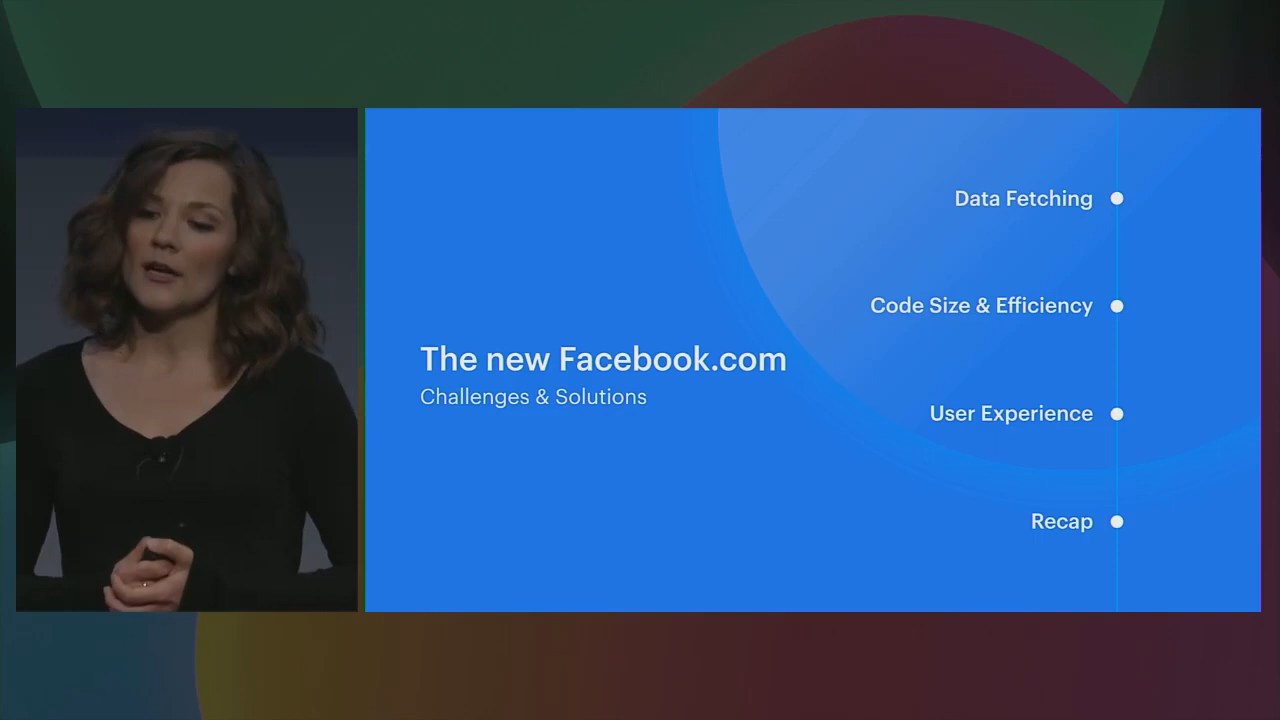 The new Facebook.com
Challenges & Solutions
Data Fetching
Code Size & Efficiency
User Experience
Recap